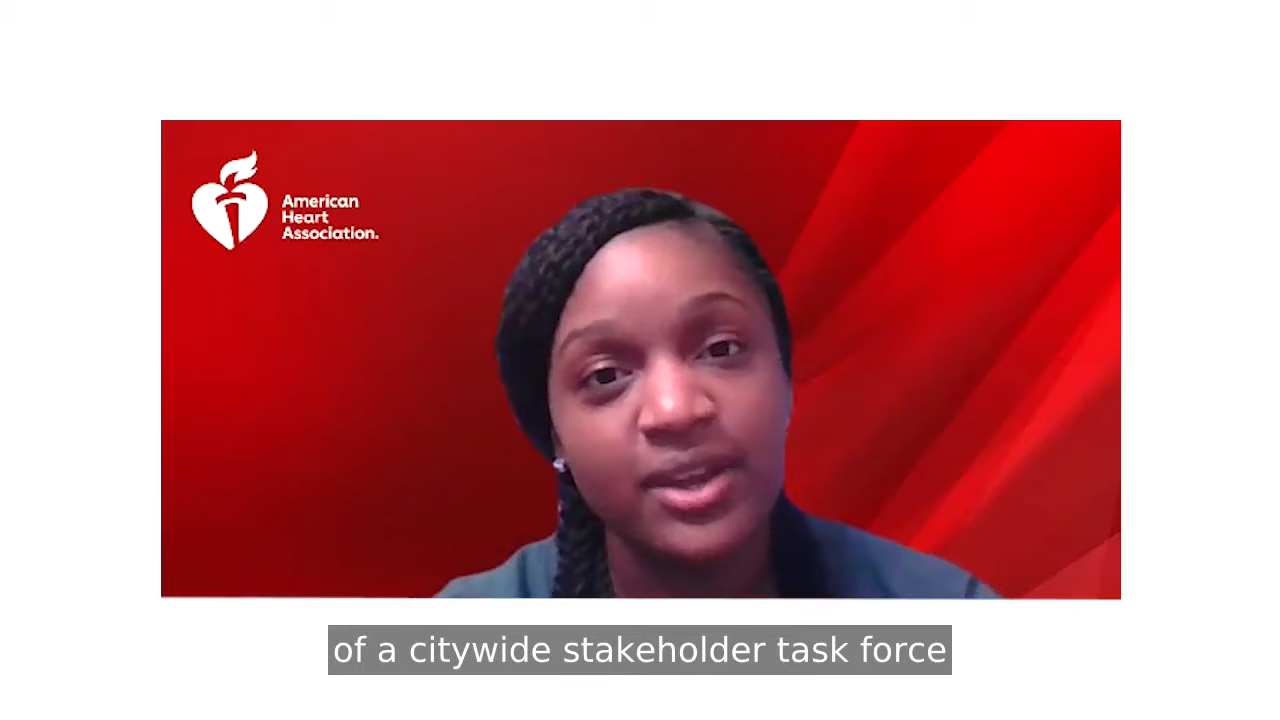 American
Heart
Association.
of a citywide stakeholder task force